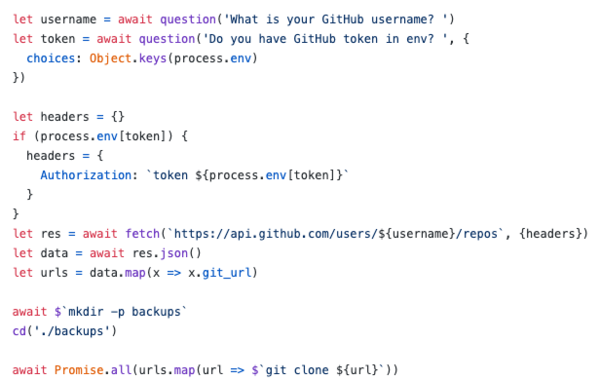 let username = await question('What is your GitHub username? ')
let token = await question('Do you have GitHub token in env? ', {
  choices: Object.keys(process.env)
})

let headers = {}
if (process.env[token]) {
  headers = {
    Authorization: `token ${process.env[token]}`
  }
}
let res = await fetch(`https://api.github.com/users/${username}/repos`, {headers})
let data = await res.json()
let urls = data.map(x => x.git_url)

await $`mkdir -p backups`
cd('./backups')

await Promise.all(urls.map(url => $`git clone ${url}`))